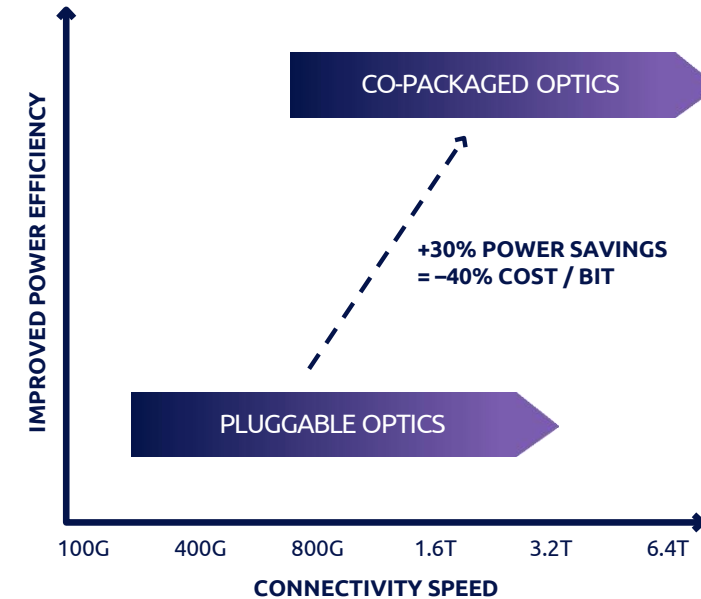 IMPROVED POWER EFFICIENCY
CO-PACKAGED OPTICS
+30% POWER SAVINGS
= –40% COST / BIT
PLUGGABLE OPTICS
100G 400G 800G 1.6T 3.2T 6.4T
CONNECTIVITY SPEED